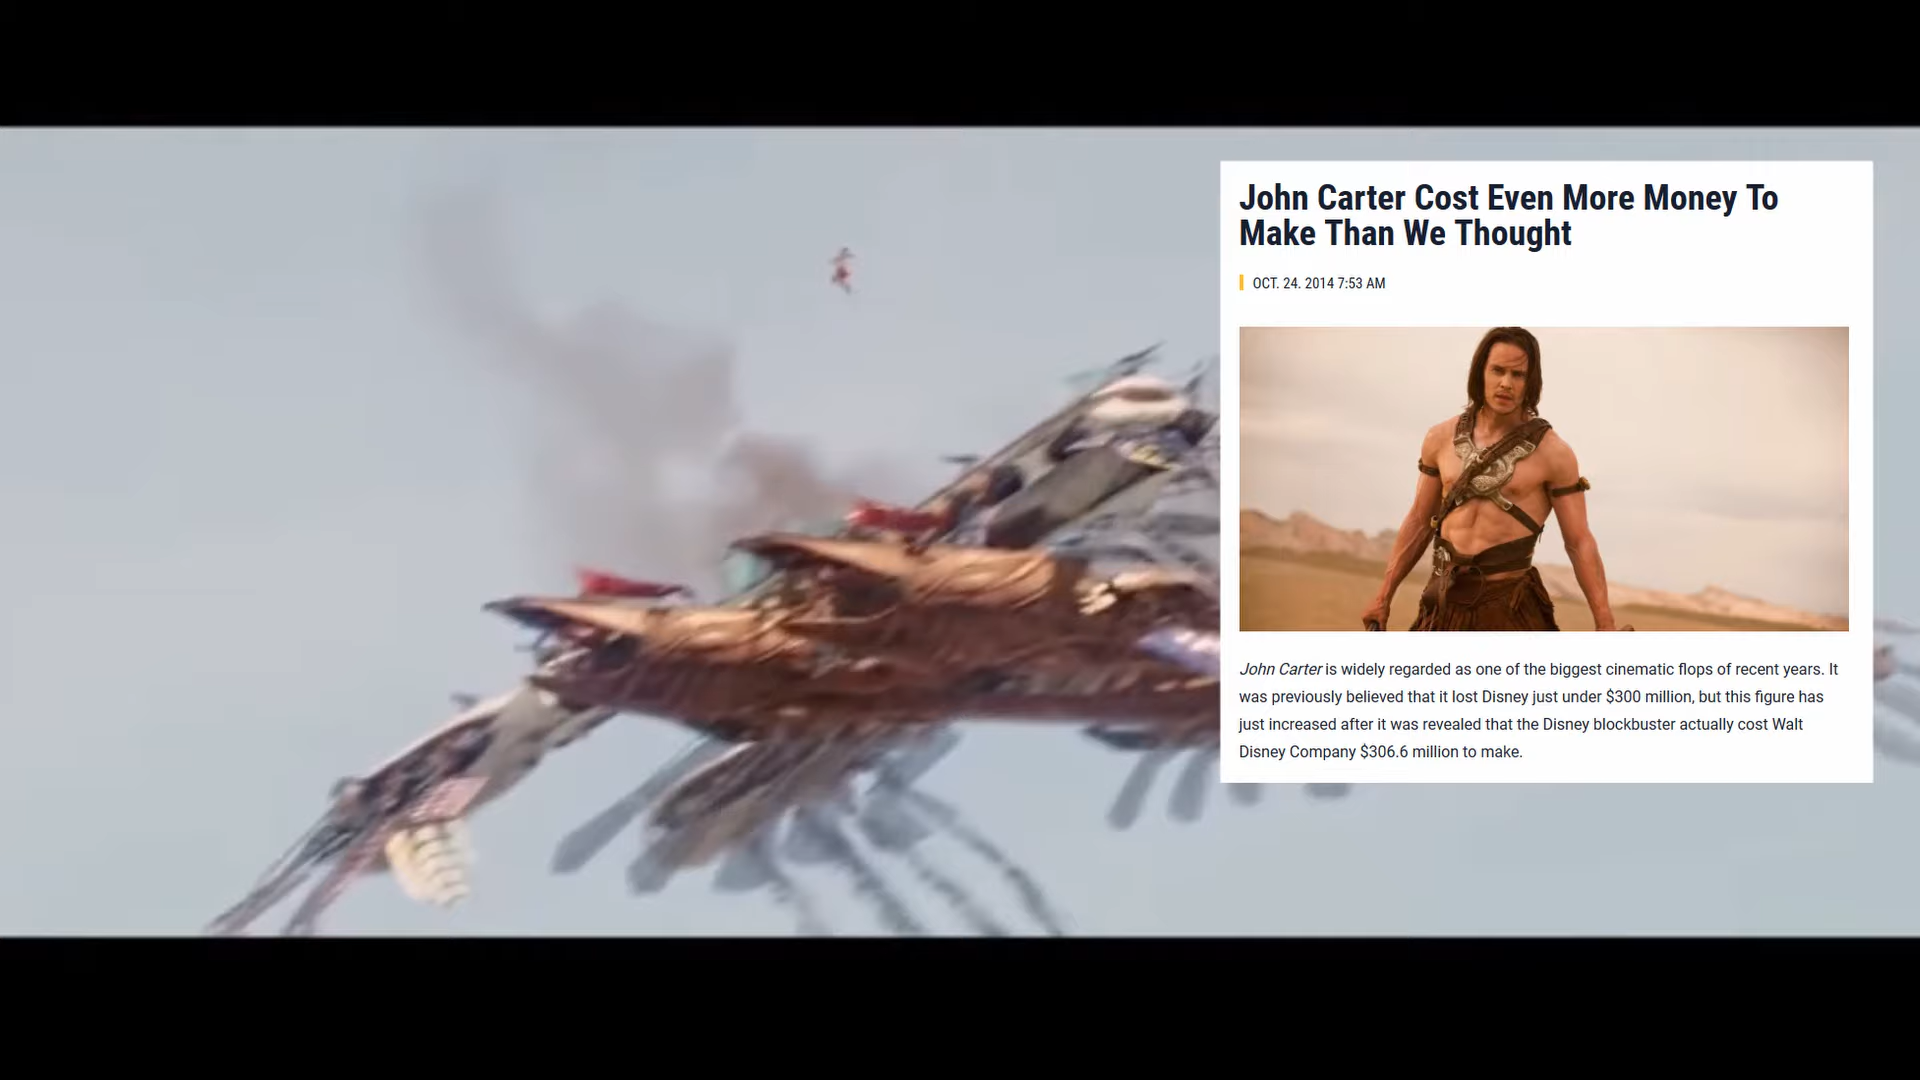 John Carter Cost Even More Money To
Make Than We Thought
OCT. 24. 2014 7:53 AM
John Carter is widely regarded as one of the biggest cinematic flops of recent years. It
was previously believed that it lost Disney just under $300 million, but this figure has
just increased after it was revealed that the Disney blockbuster actually cost Walt
Disney Company $306.6 million to make.